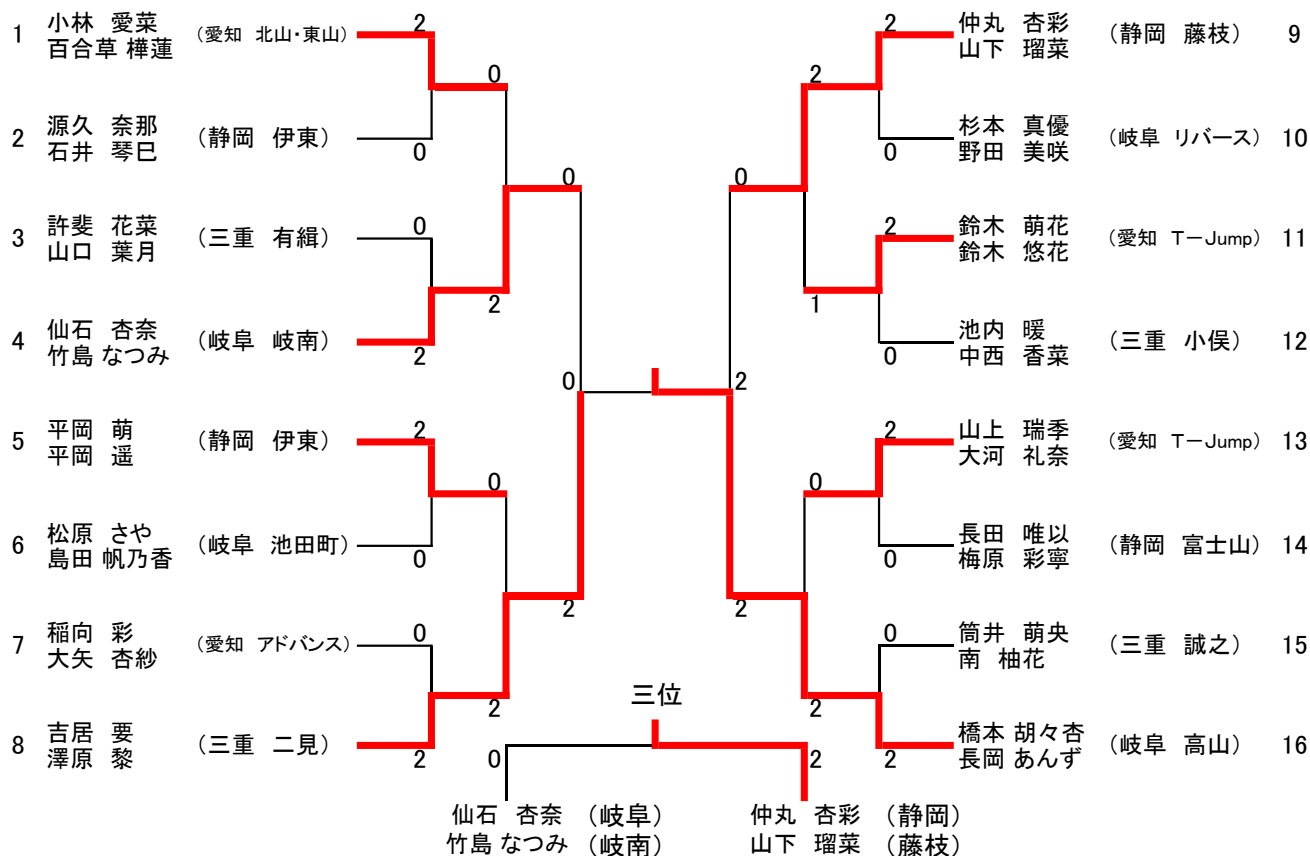 1 小林 愛菜 百合草 樺蓮 (愛知 北山・東山) 2
0
2 源久 奈那 石井 琴巳 (静岡 伊東) 0
0
3 許斐 花菜 山口 葉月 (三重 有緝) 0
2
4 仙石 杏奈 竹島 なつみ (岐阜 岐南) 2
0
5 平岡 萌 平岡 遥 (静岡 伊東) 2
0
6 松原 さや 島田 帆乃香 (岐阜 池田町) 0
2
7 稲向 彩 大矢 杏紗 (愛知 アドバンス) 0
2
8 吉居 要 澤原 黎 (三重 二見) 2
2 仲丸 杏彩 山下 瑠菜 (静岡 藤枝) 9
2
0 杉本 真優 野田 美咲 (岐阜 リバース) 10
0
2 鈴木 萌花 鈴木 悠花 (愛知 T－Jump) 11
1
0 池内 暖 中西 香菜 (三重 小俣) 12
2
2 山上 瑞季 大河 礼奈 (愛知 T－Jump) 13
0
0 長田 唯以 梅原 彩寧 (静岡 富士山) 14
2
0 筒井 萌央 南 柚花 (三重 誠之) 15
2 橋本 胡々杏 長岡 あんず (岐阜 高山) 16
三位
0 2
仙石 杏奈 (岐阜) 仲丸 杏彩 (静岡)
竹島 なつみ (岐南) 山下 瑠菜 (藤枝)